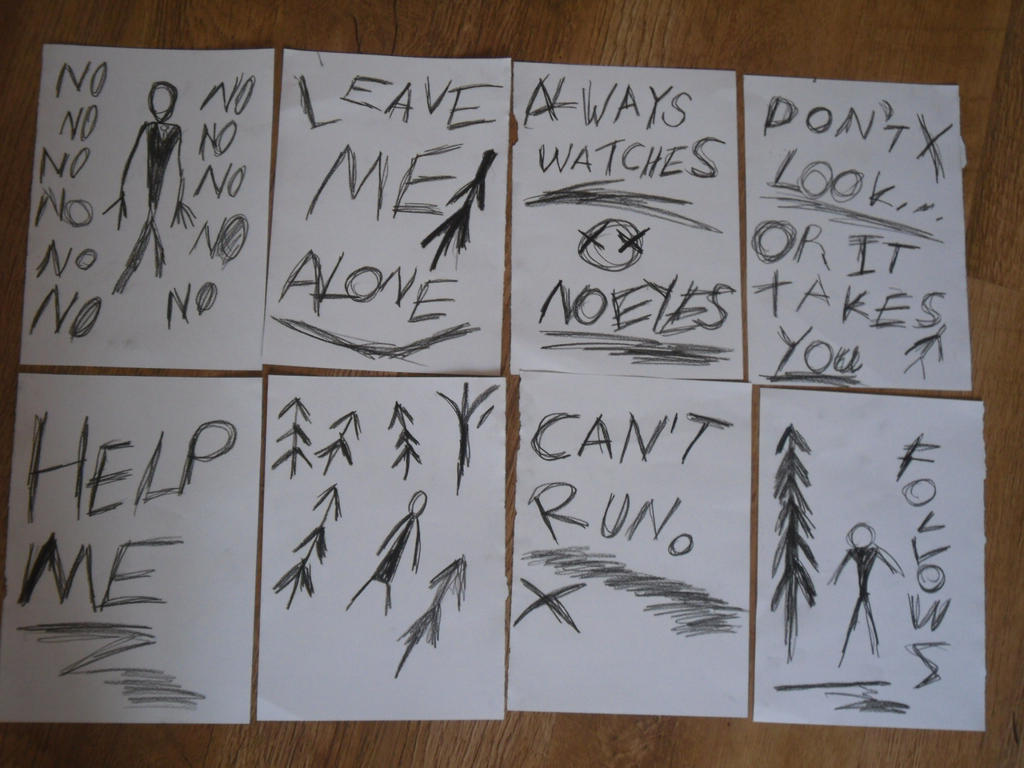 NO NO
NO NO
NO NO
NO NO
NO NO
NO
LEAVE
ME
ALONE
ALWAYS
WATCHES
NO EYES
DON'T
LOOK...
OR IT
TAKES
YOU
HELP
ME
CAN'T
RUN.
FOLLOWS